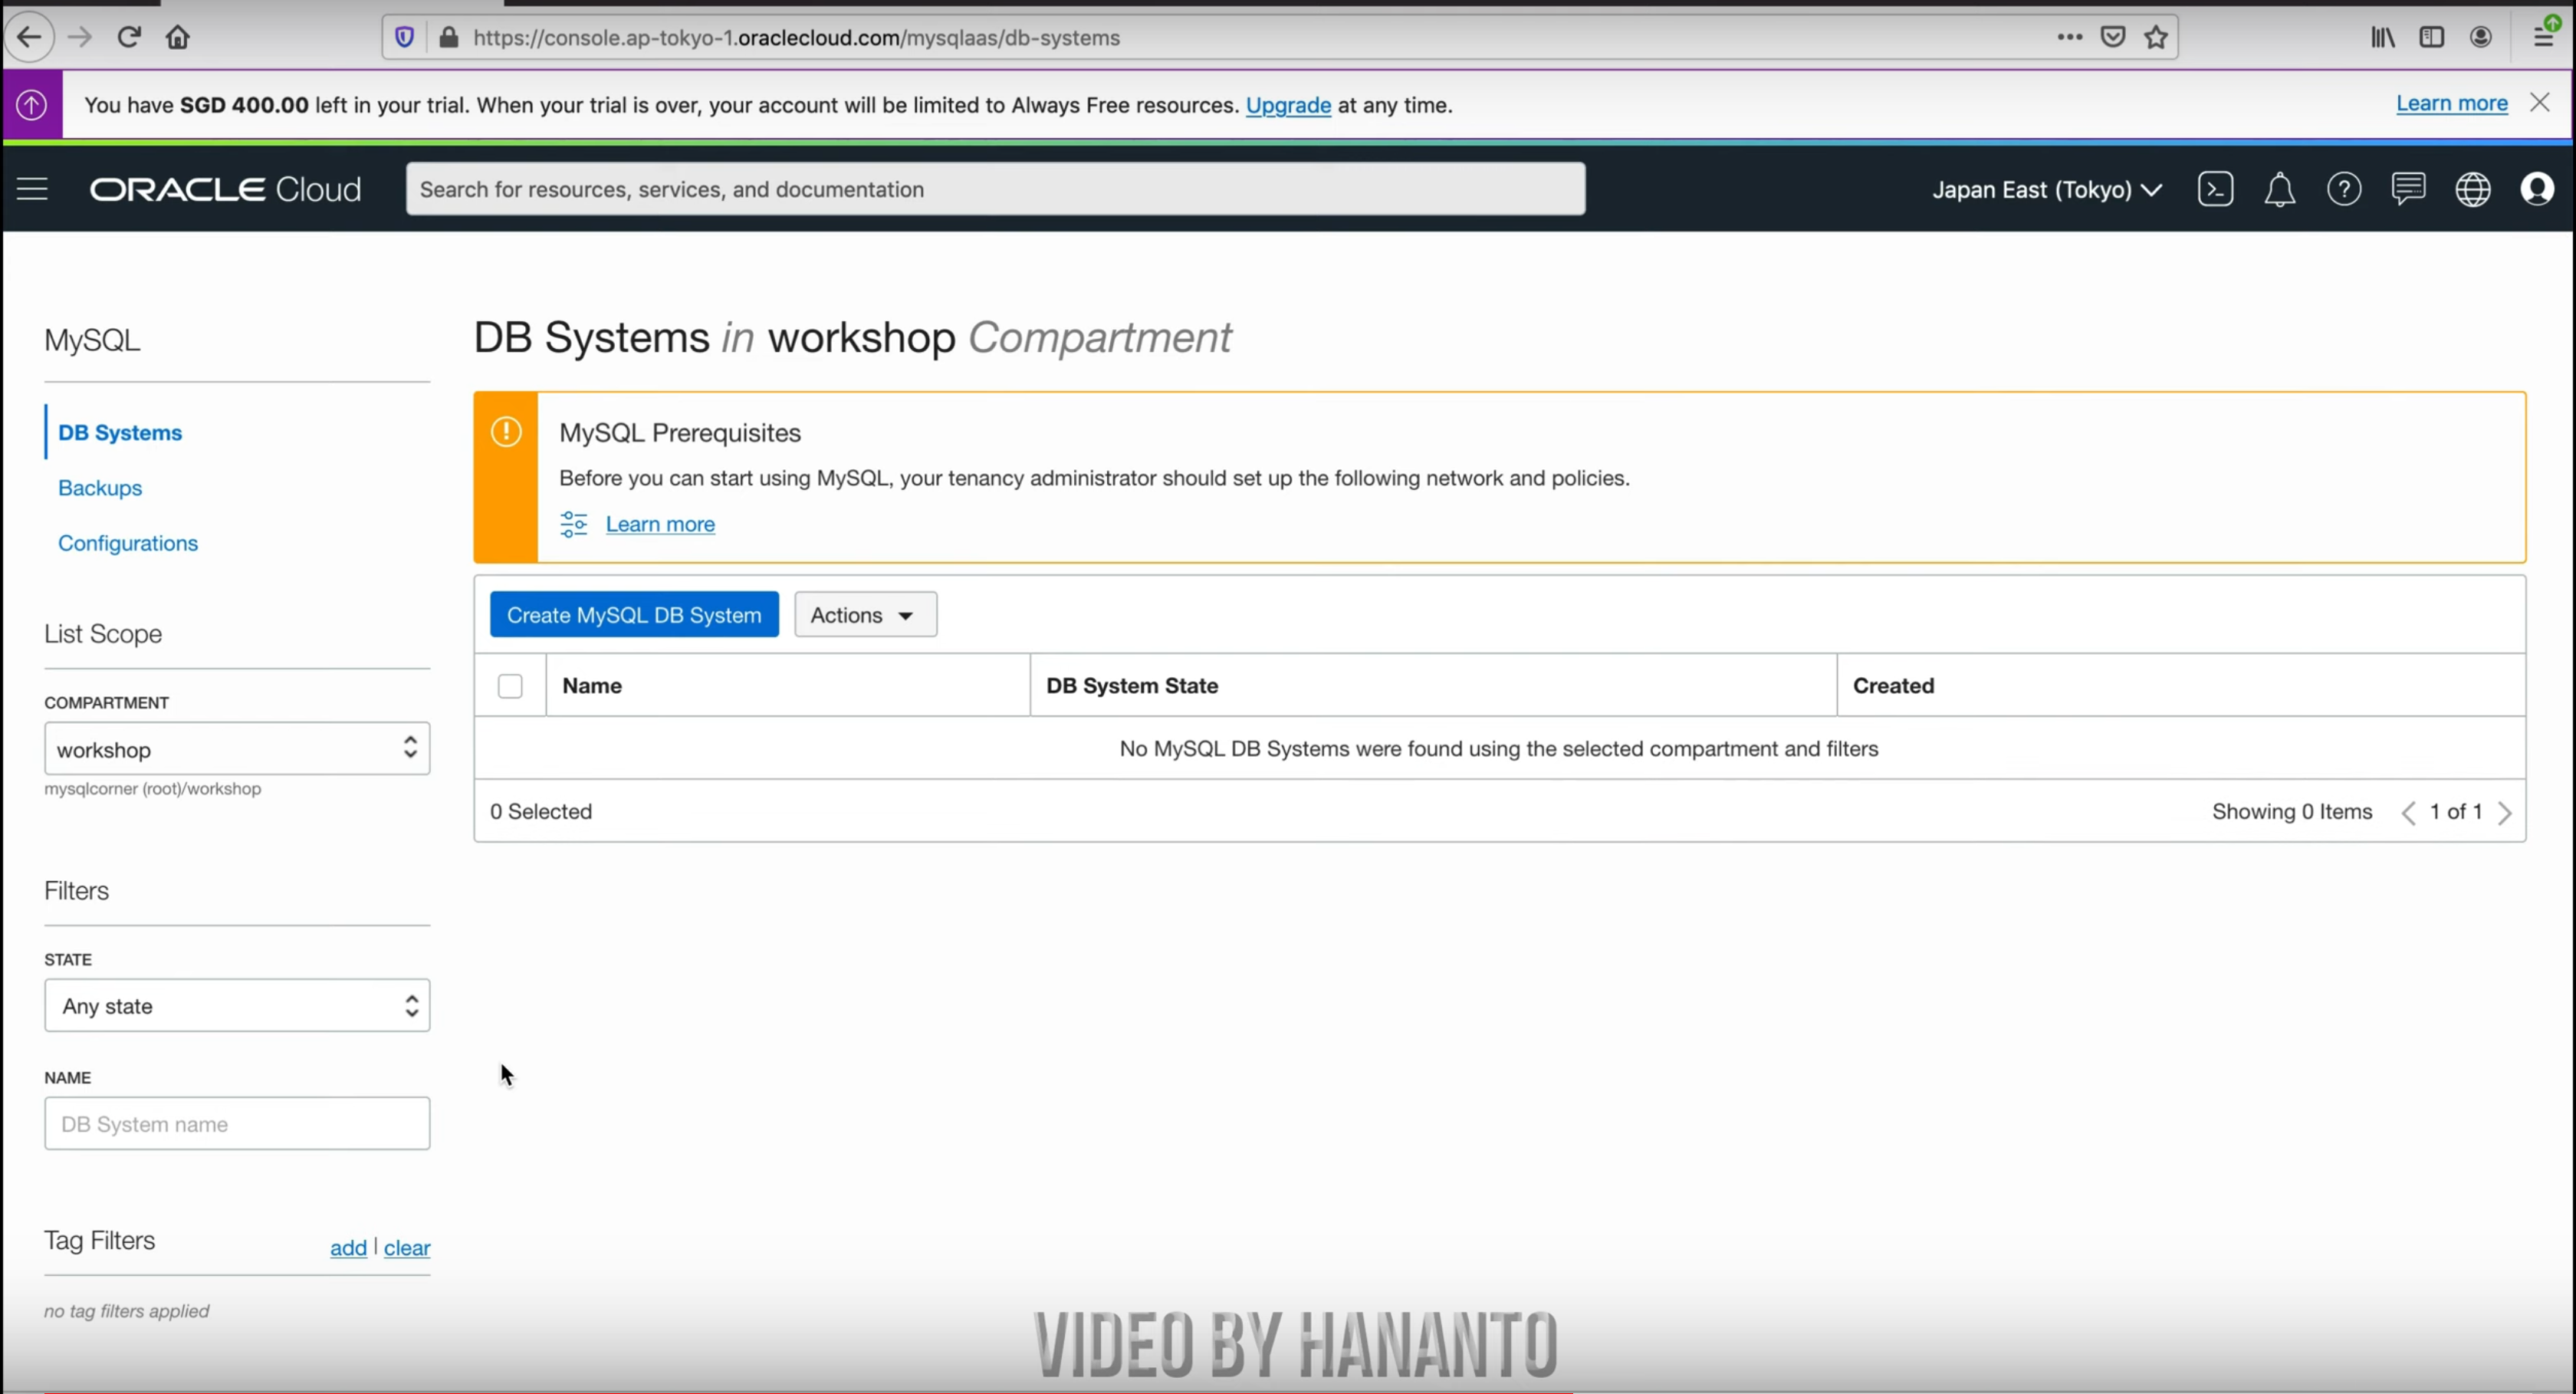 https://console.ap-tokyo-1.oraclecloud.com/mysqlaas/db-systems
You have SGD 400.00 left in your trial. When your trial is over, your account will be limited to Always Free resources. Upgrade at any time.
Learn more
ORACLE Cloud
Search for resources, services, and documentation
Japan East (Tokyo)
MySQL
DB Systems
Backups
Configurations
List Scope
COMPARTMENT
workshop
mysqlcorner (root)/workshop
Filters
STATE
Any state
NAME
DB System name
Tag Filters
add | clear
no tag filters applied
DB Systems in workshop Compartment
MySQL Prerequisites
Before you can start using MySQL, your tenancy administrator should set up the following network and policies.
Learn more
Create MySQL DB System
Actions
Name DB System State Created
No MySQL DB Systems were found using the selected compartment and filters
0 Selected
Showing 0 Items 1 of 1
VIDEO BY HANANTO